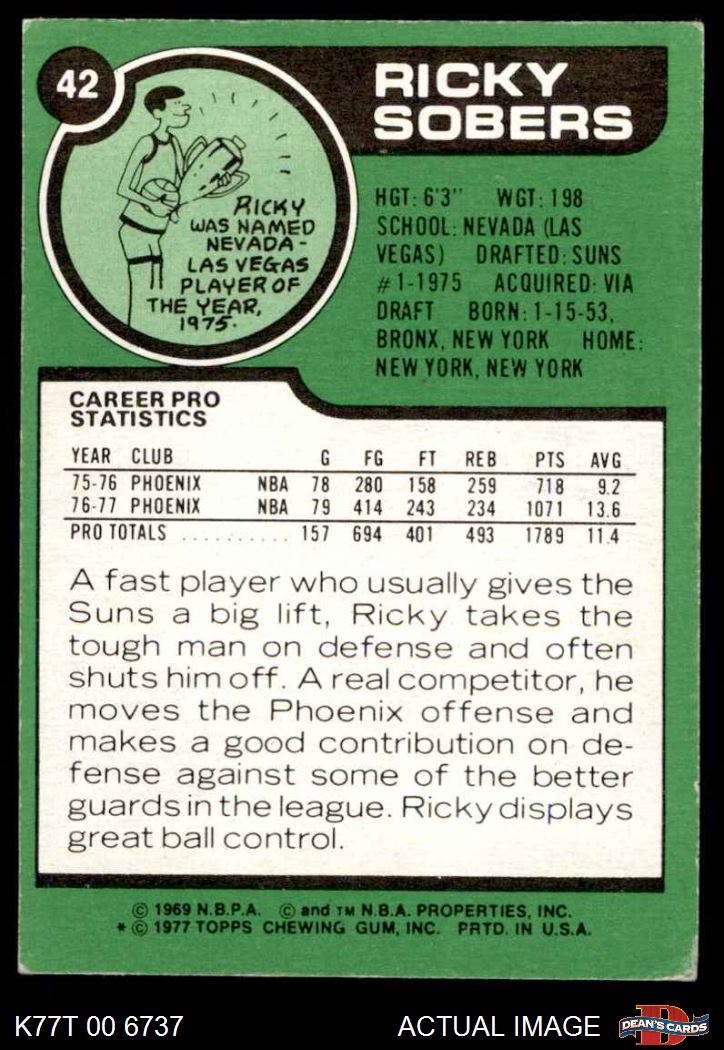 42
RICKY
SOBERS
RICKY
WAS NAMED
NEVADA-
LAS VEGAS
PLAYER OF
THE YEAR,
1975.
HGT: 6'3" WGT: 198
SCHOOL: NEVADA (LAS
VEGAS) DRAFTED: SUNS
#1-1975 ACQUIRED: VIA
DRAFT BORN: 1-15-53,
BRONX, NEW YORK HOME:
NEW YORK, NEW YORK
CAREER PRO
STATISTICS
YEAR CLUB G FG FT REB PTS AVG
75-76 PHOENIX NBA 78 280 158 259 718 9.2
76-77 PHOENIX NBA 79 414 243 234 1071 13.6
PRO TOTALS .......... 157 694 401 493 1789 11.4
A fast player who usually gives the
Suns a big lift, Ricky takes the
tough man on defense and often
shuts him off. A real competitor, he
moves the Phoenix offense and
makes a good contribution on de-
fense against some of the better
guards in the league. Ricky displays
great ball control.
© 1969 N.B.P.A. © and TM N.B.A. PROPERTIES, INC.
* © 1977 TOPPS CHEWING GUM, INC. PRTD. IN U.S.A.
K77T 00 6737 ACTUAL IMAGE D DEAN'S CARDS